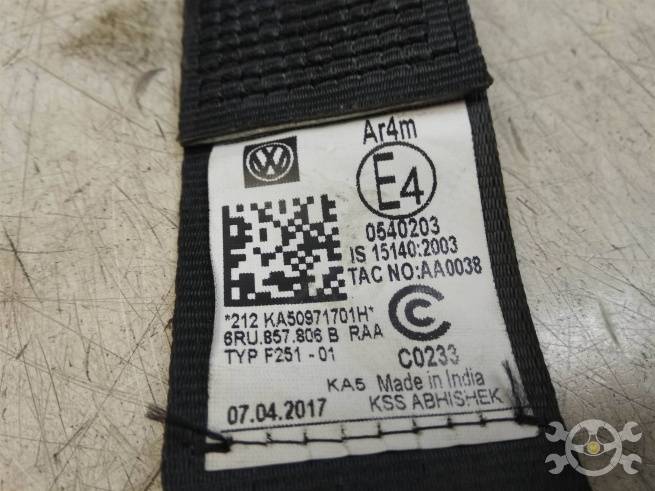 Ar4m
E4
0540203
IS 15140:2003
TAC NO:AA0038
*212 KA50971701H*
6RU.857.806 B RAA
TYP F251 - 01
C0233
KA5 Made in India
07.04.2017 KSS ABHISHEK